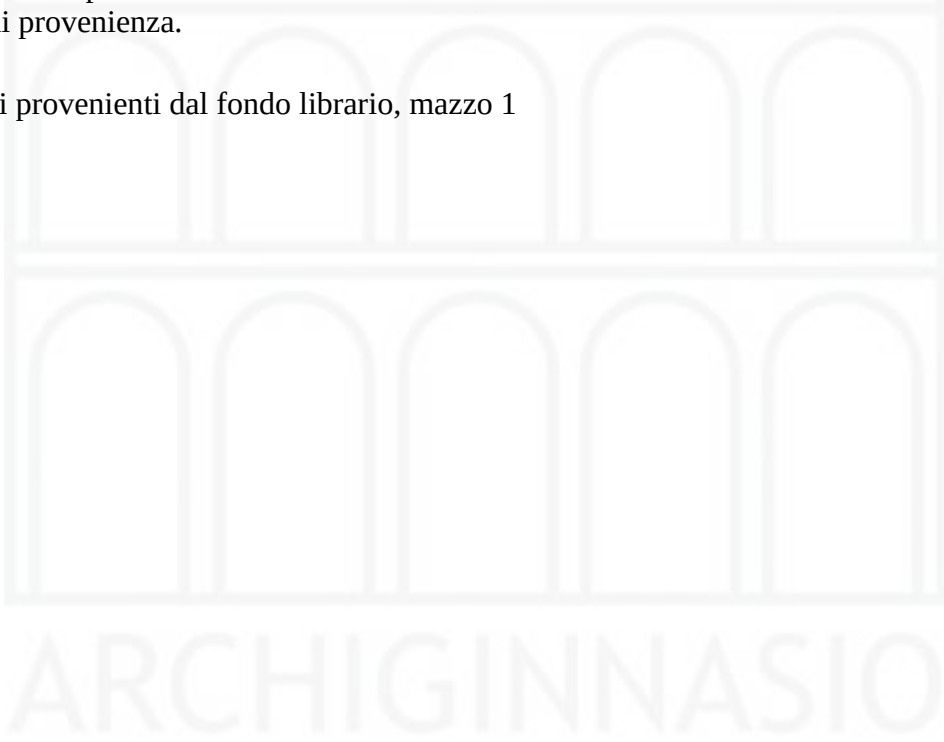 i provenienza.
i provenienti dal fondo librario, mazzo 1
ARCHIGINNASIO